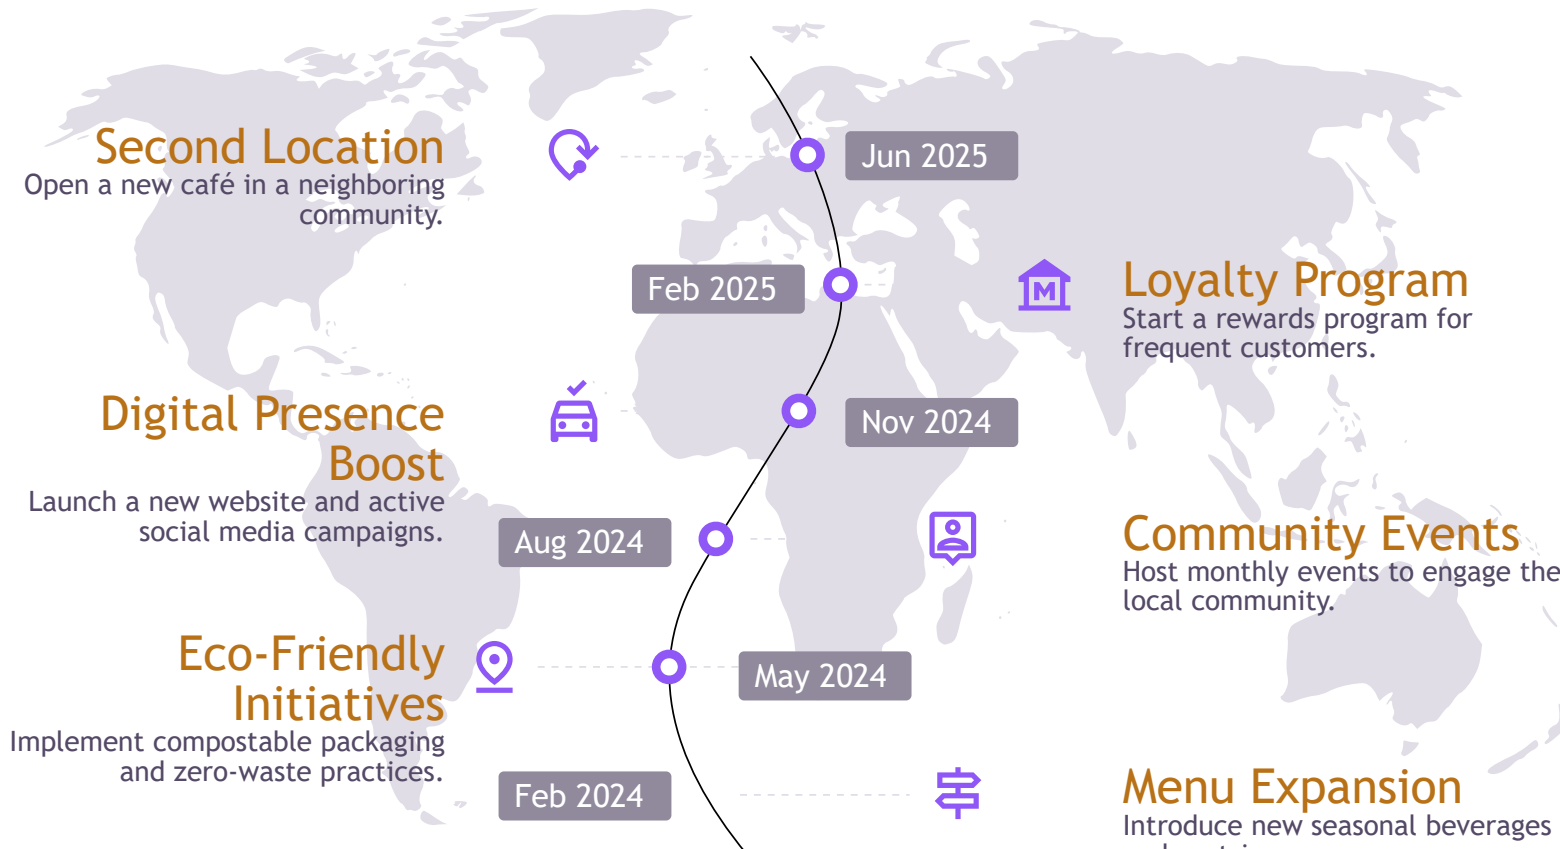 Second Location
Open a new café in a neighboring
community.
Jun 2025
Feb 2025
Loyalty Program
Start a rewards program for
frequent customers.
Digital Presence
Boost
Launch a new website and active
social media campaigns.
Nov 2024
Aug 2024
Community Events
Host monthly events to engage the
local community.
Eco-Friendly
Initiatives
Implement compostable packaging
and zero-waste practices.
May 2024
Feb 2024
Menu Expansion
Introduce new seasonal beverages